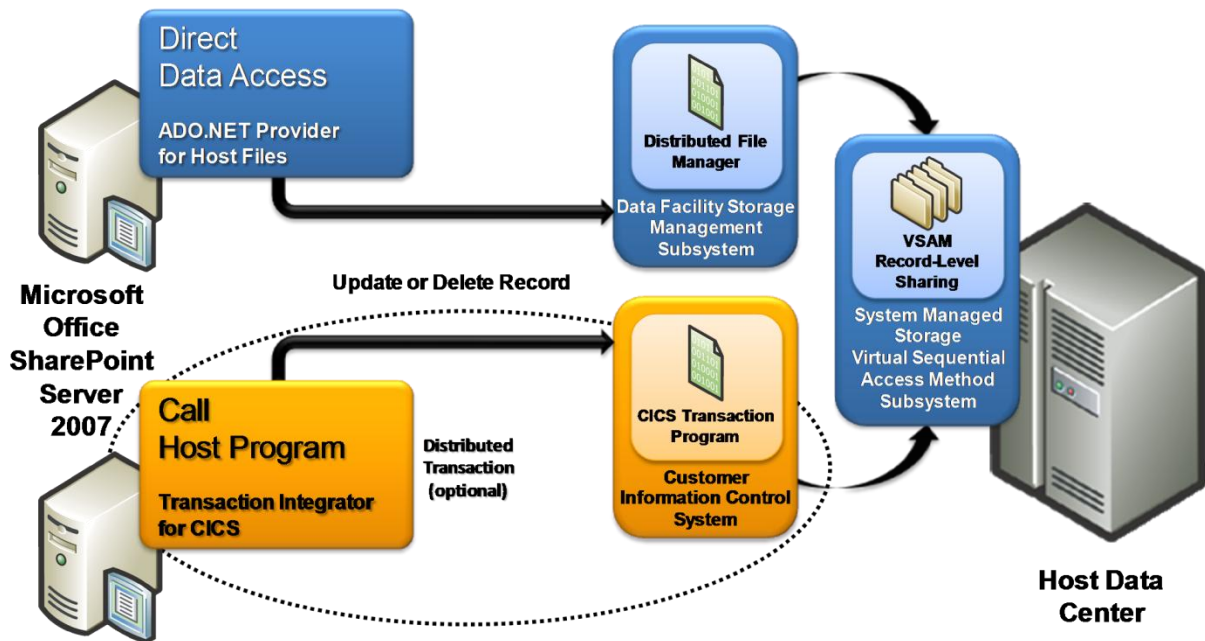 Direct
Data Access
ADO.NET Provider
for Host Files
Distributed File
Manager
Data Facility Storage
Management
Subsystem
VSAM
Record-Level
Sharing
System Managed
Storage
Virtual Sequential
Access Method
Subsystem
Microsoft
Office
SharePoint
Server
2007
Update or Delete Record
Call
Host Program
Transaction Integrator
for CICS
Distributed
Transaction
(optional)
CICS Transaction
Program
Customer
Information Control
System
Host Data
Center